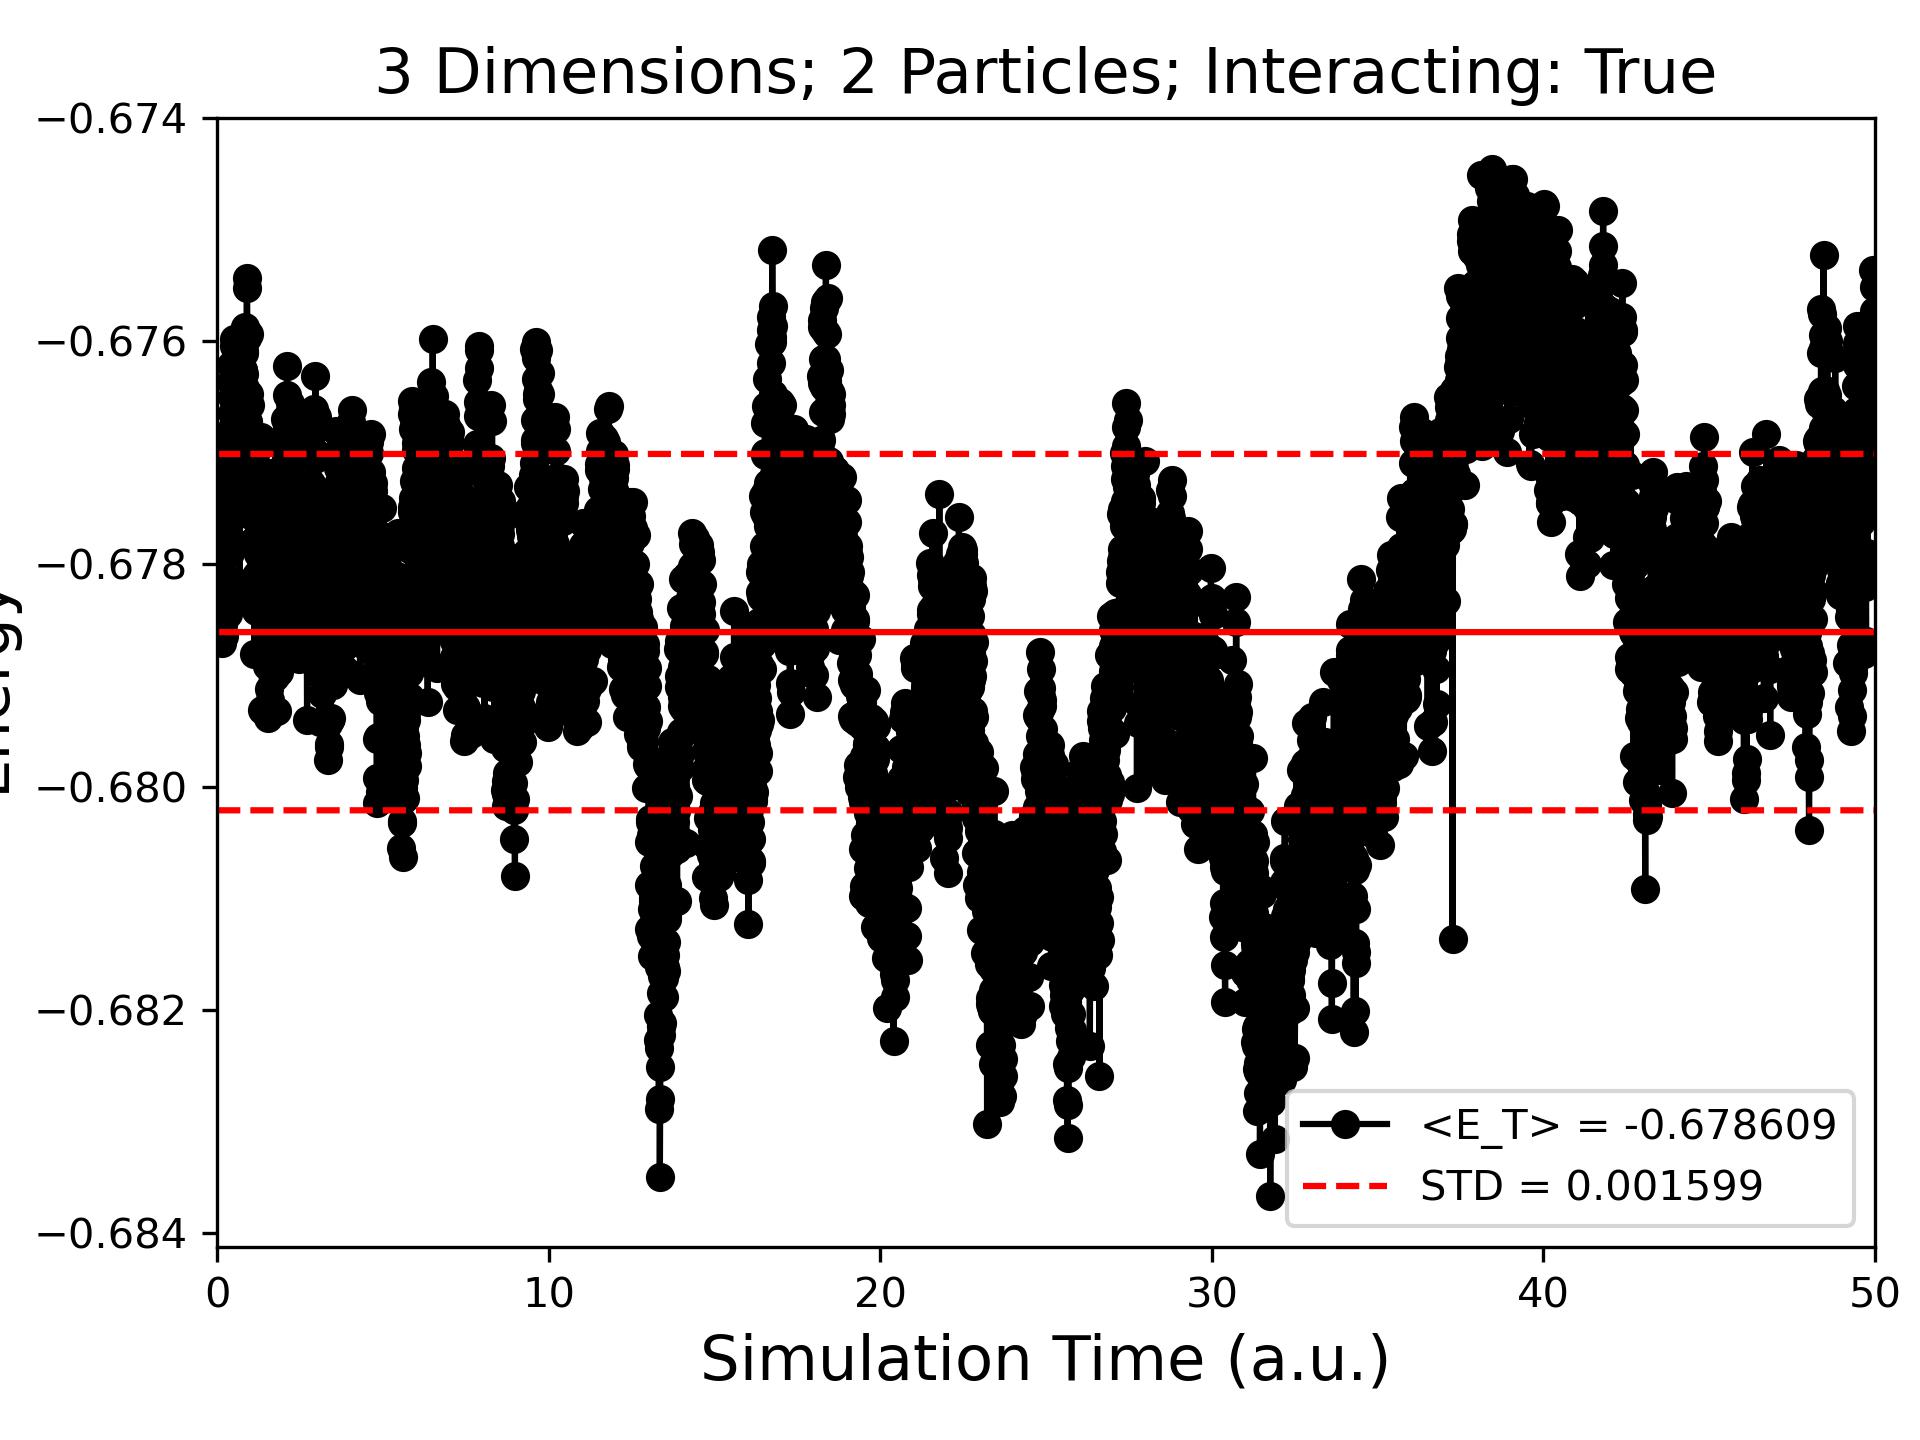 3 Dimensions; 2 Particles; Interacting: True
−0.674
−0.676
−0.678
−0.680
−0.682
−0.684
Energy
<E_T> = -0.678609
STD = 0.001599
0 10 20 30 40 50
Simulation Time (a.u.)